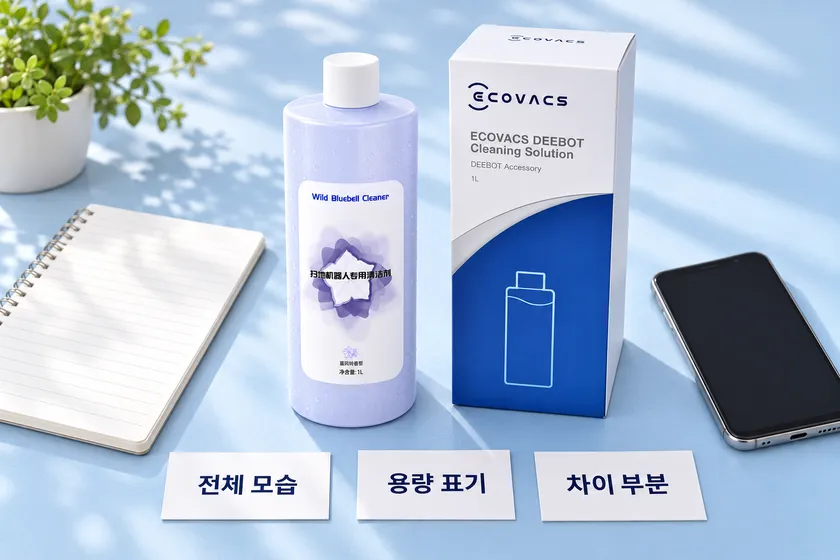 Wild Bluebell Cleaner
扫地机器人专用清洁剂
净含量: 1L
ECOVACS
ECOVACS
ECOVACS DEEBOT
Cleaning Solution
DEEBOT Accessory
1L
전체 모습
용량 표기
차이 부분